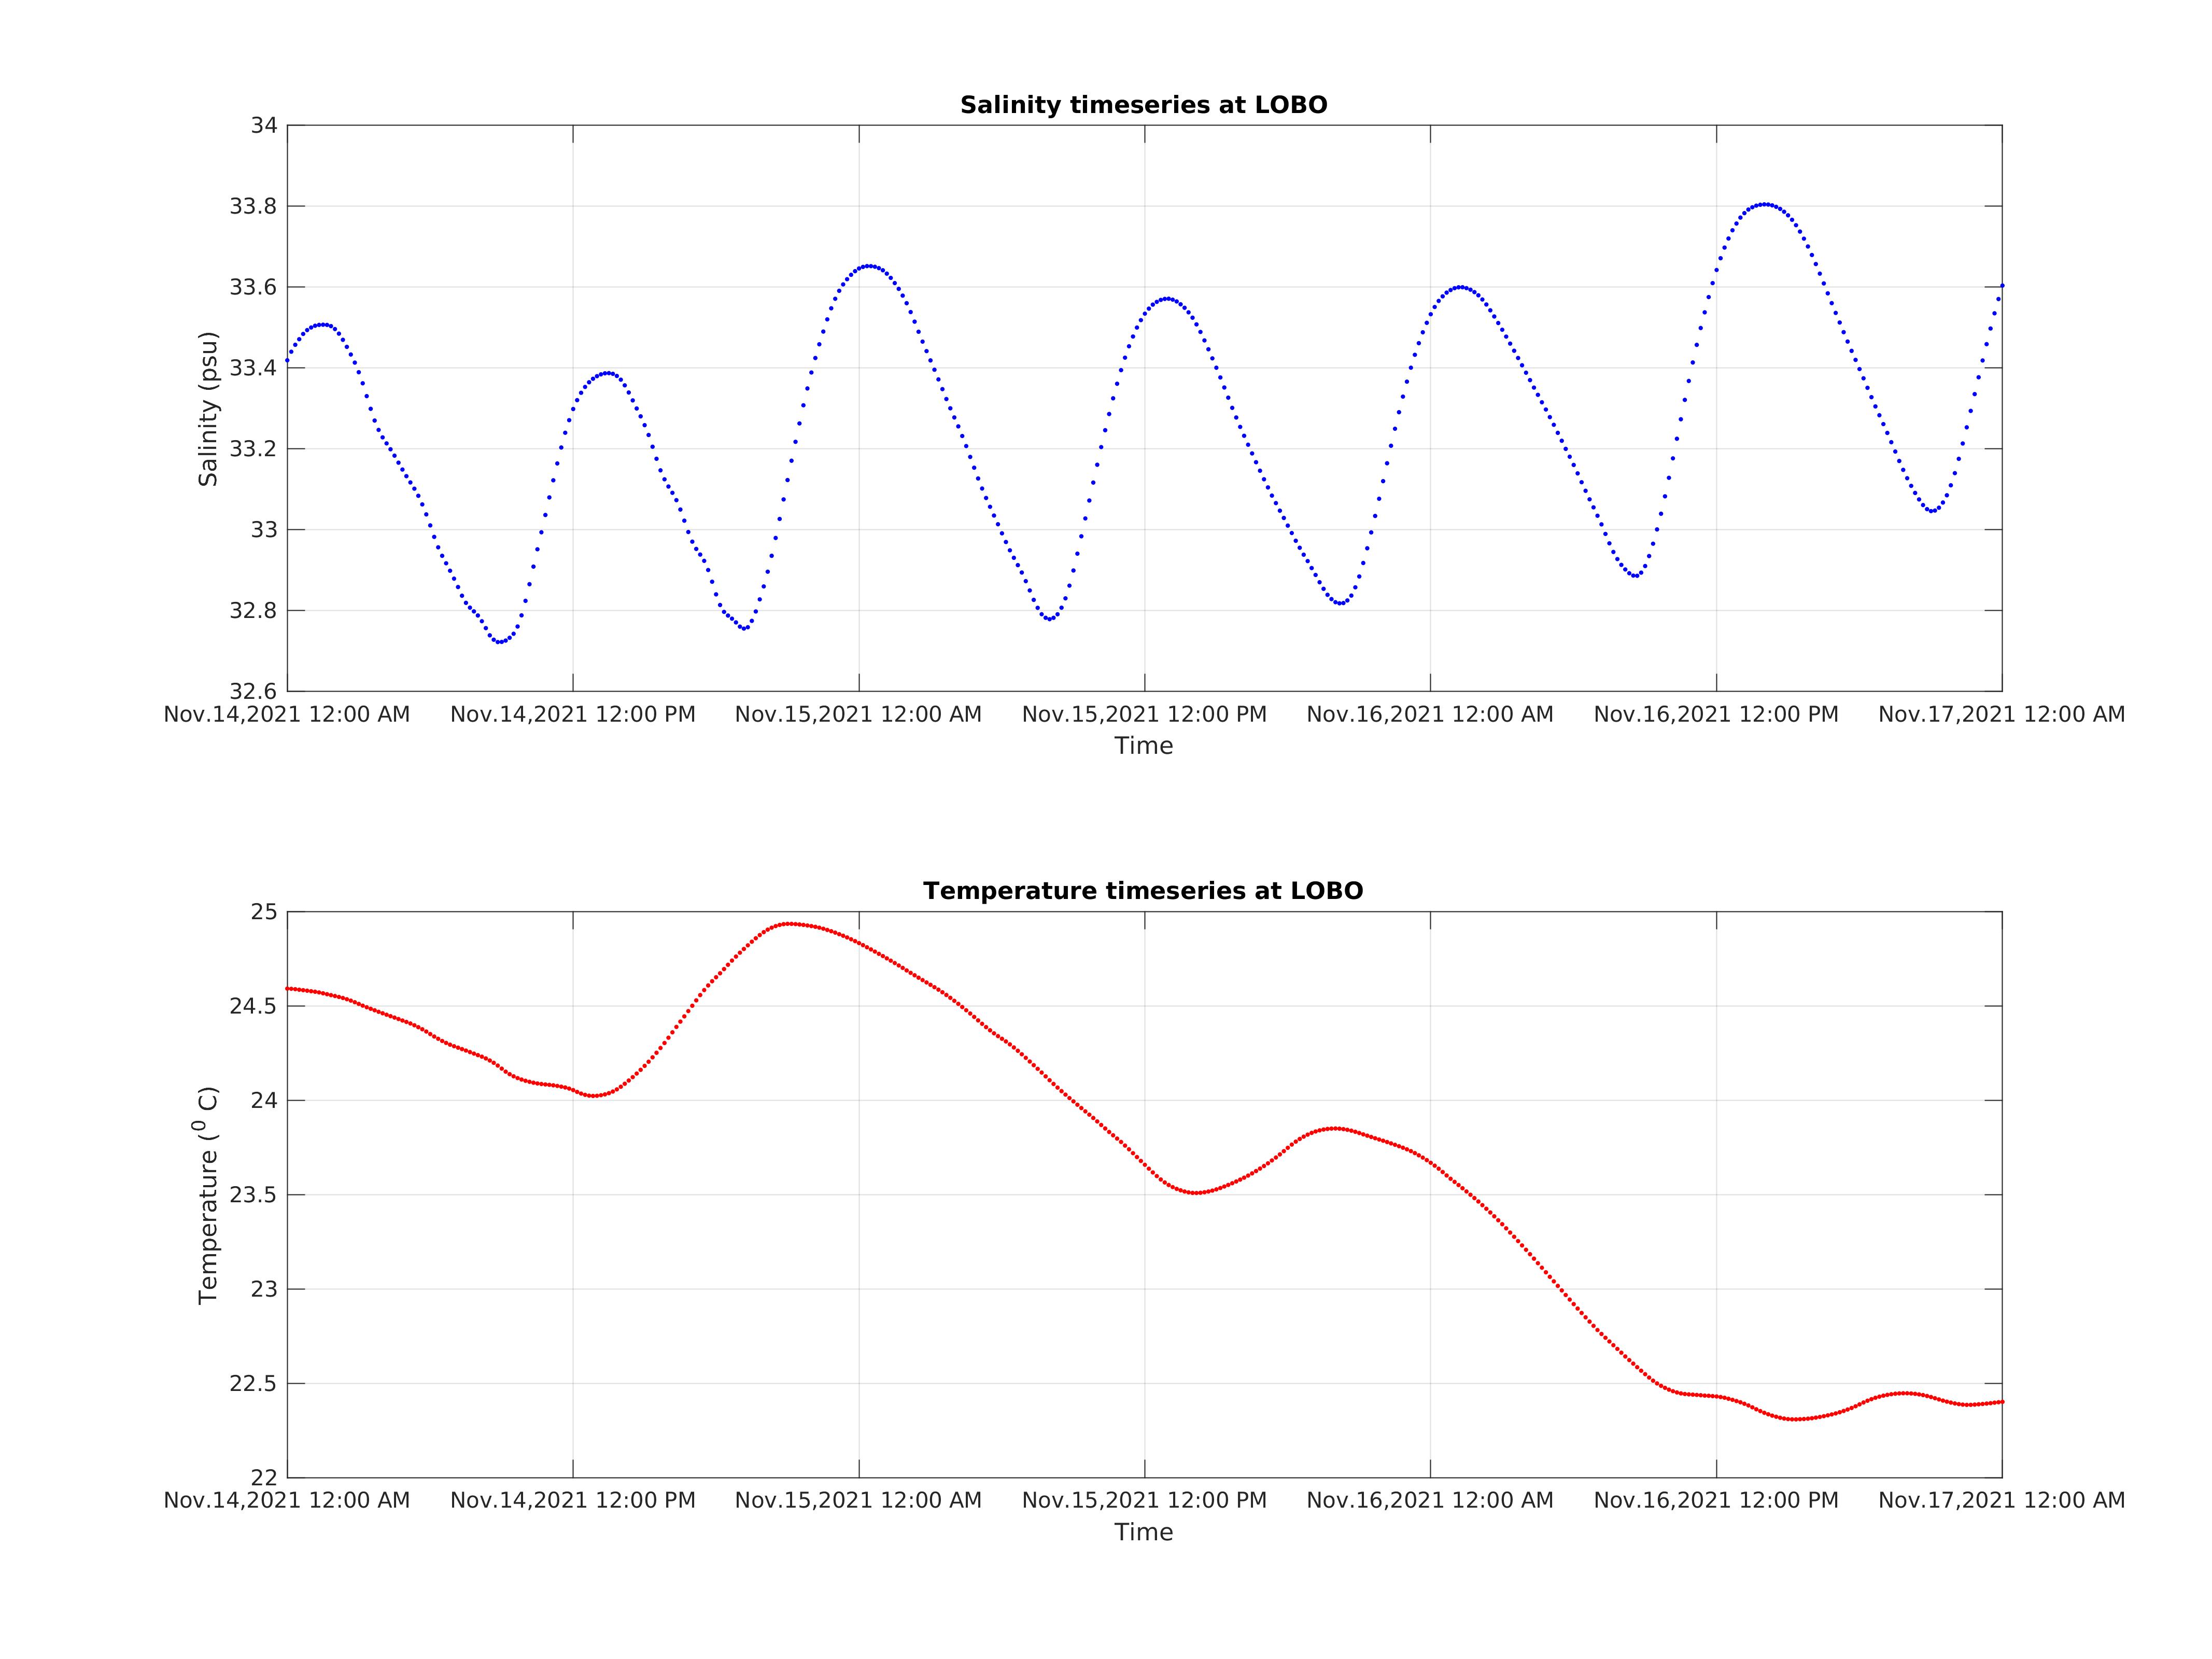 Salinity timeseries at LOBO
34
33.8
33.6
33.4
33.2
33
32.8
32.6
Salinity (psu)
Nov.14,2021 12:00 AM Nov.14,2021 12:00 PM Nov.15,2021 12:00 AM Nov.15,2021 12:00 PM Nov.16,2021 12:00 AM Nov.16,2021 12:00 PM Nov.17,2021 12:00 AM
Time
Temperature timeseries at LOBO
25
24.5
24
23.5
23
22.5
22
Temperature (⁰ C)
Nov.14,2021 12:00 AM Nov.14,2021 12:00 PM Nov.15,2021 12:00 AM Nov.15,2021 12:00 PM Nov.16,2021 12:00 AM Nov.16,2021 12:00 PM Nov.17,2021 12:00 AM
Time